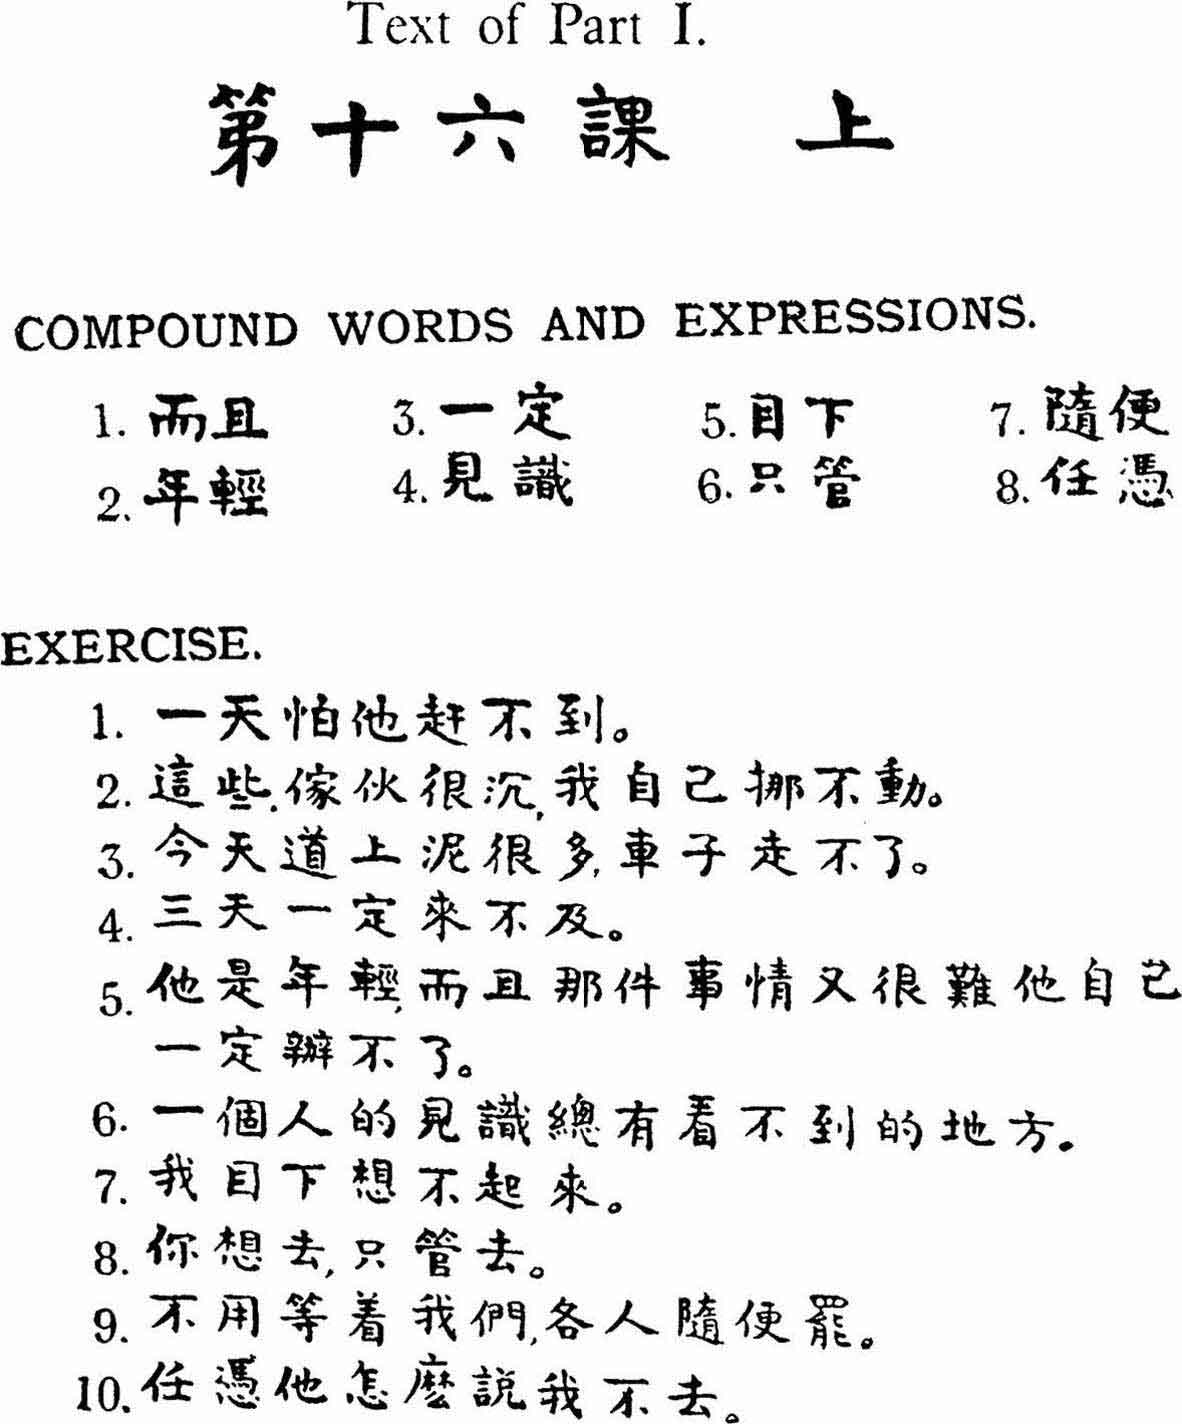 Text of Part I.
第十六課 上
COMPOUND WORDS AND EXPRESSIONS.
1. 而且 3. 一定 5. 目下 7. 隨便
2. 年輕 4. 見識 6. 只管 8. 任憑
EXERCISE.
1. 一天怕他赶不到。
2. 這些傢伙很沉, 我自己挪不動。
3. 今天道上泥很多, 車子走不了。
4. 三天一定來不及。
5. 他是年輕, 而且那件事情又很難他自己
一定辦不了。
6. 一個人的見識總有看不到的地方。
7. 我目下想不起來。
8. 你想去, 只管去。
9. 不用等着我們, 各人隨便罷。
10. 任憑他怎麽説我不去。